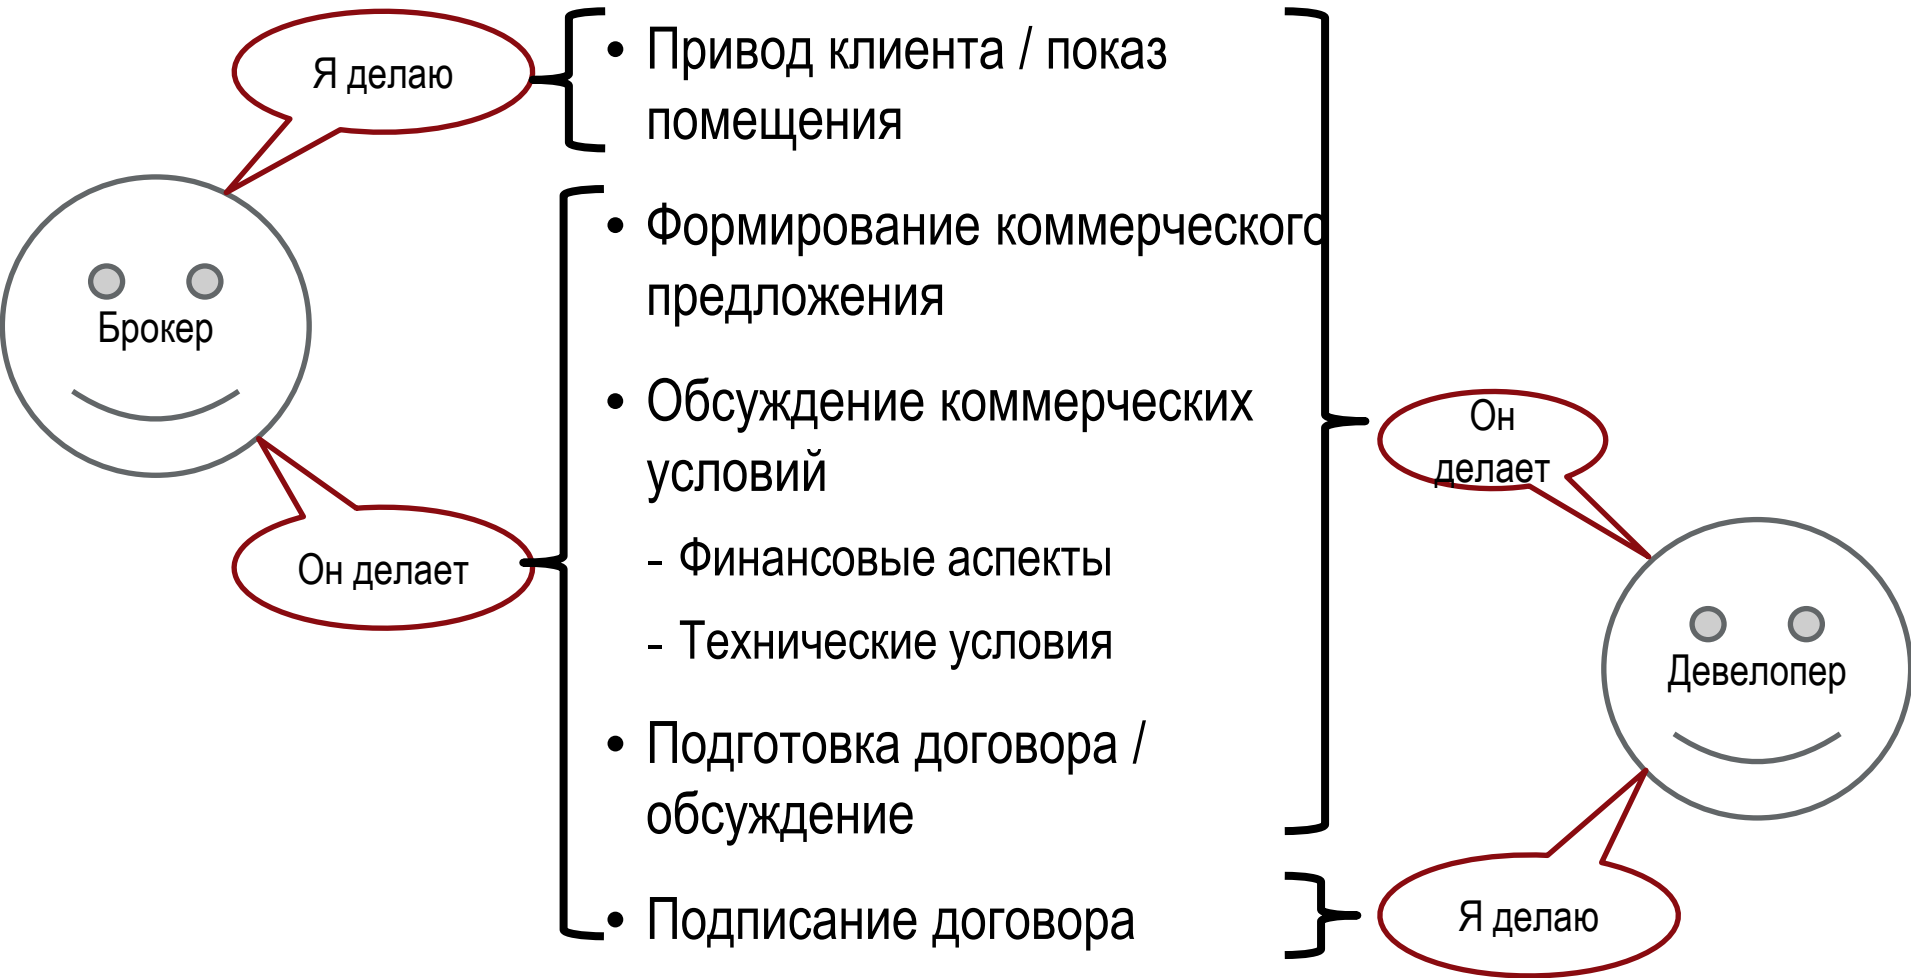 Я делаю
• Привод клиента / показ
помещения
Брокер
• Формирование коммерческого
предложения
• Обсуждение коммерческих
условий
- Финансовые аспекты
- Технические условия
Он делает
• Подготовка договора /
обсуждение
• Подписание договора
Он
делает
Девелопер
Я делаю